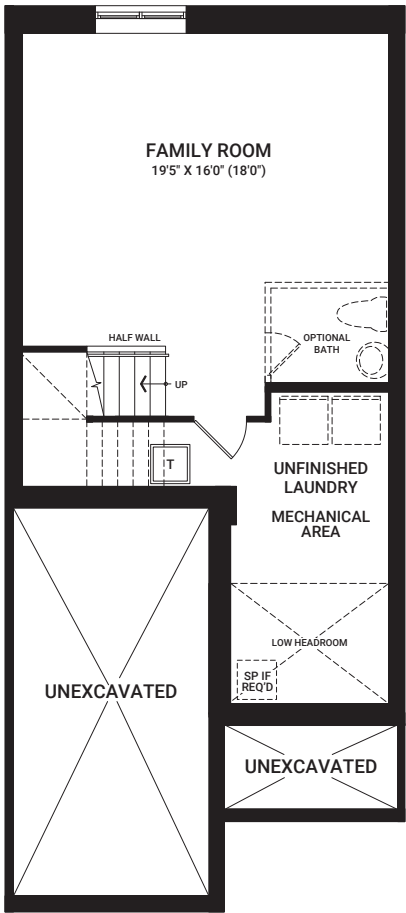 FAMILY ROOM
19'5" X 16'0" (18'0")
HALF WALL
OPTIONAL
BATH
UP
T
UNFINISHED
LAUNDRY
MECHANICAL
AREA
LOW HEADROOM
SP IF
REQ'D
UNEXCAVATED
UNEXCAVATED